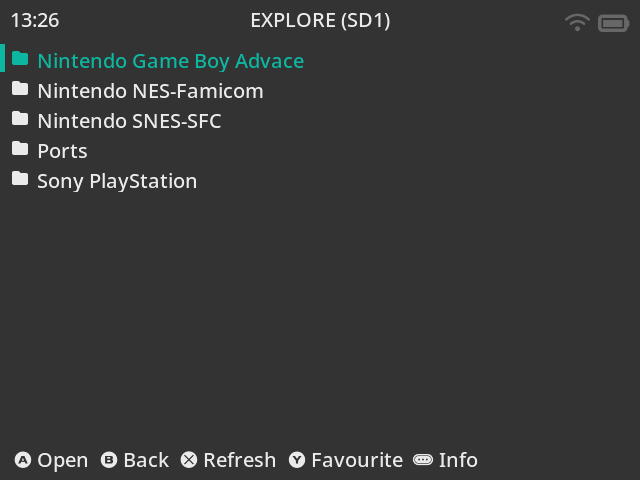 13:26 EXPLORE (SD1)
Nintendo Game Boy Advace
Nintendo NES-Famicom
Nintendo SNES-SFC
Ports
Sony PlayStation
A Open B Back X Refresh Y Favourite Info